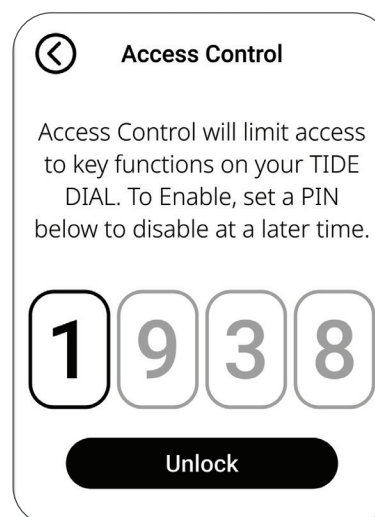 Access Control
Access Control will limit access
to key functions on your TIDE
DIAL. To Enable, set a PIN
below to disable at a later time.
1 9 3 8
Unlock